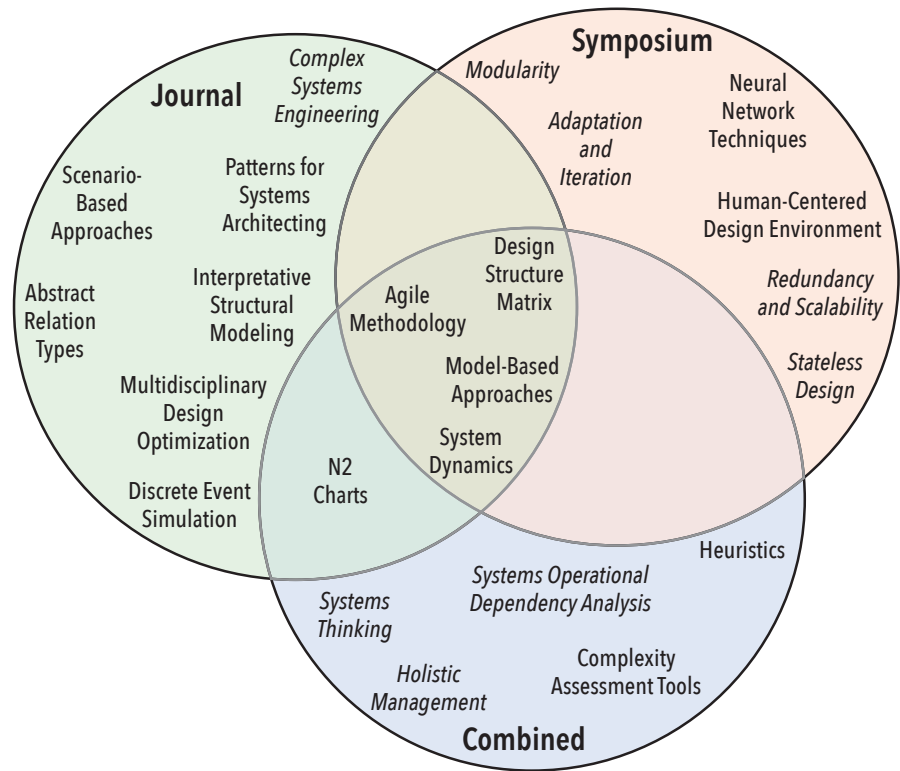 Journal
Complex
Systems
Engineering
Scenario-
Based
Approaches
Patterns for
Systems
Architecting
Abstract
Relation
Types
Interpretative
Structural
Modeling
Multidisciplinary
Design
Optimization
Discrete Event
Simulation
Symposium
Modularity
Neural
Network
Techniques
Adaptation
and
Iteration
Human-Centered
Design Environment
Redundancy
and Scalability
Stateless
Design
Design
Structure
Matrix
Agile
Methodology
Model-Based
Approaches
System
Dynamics
N2
Charts
Heuristics
Systems Operational
Dependency Analysis
Systems
Thinking
Complexity
Assessment Tools
Holistic
Management
Combined